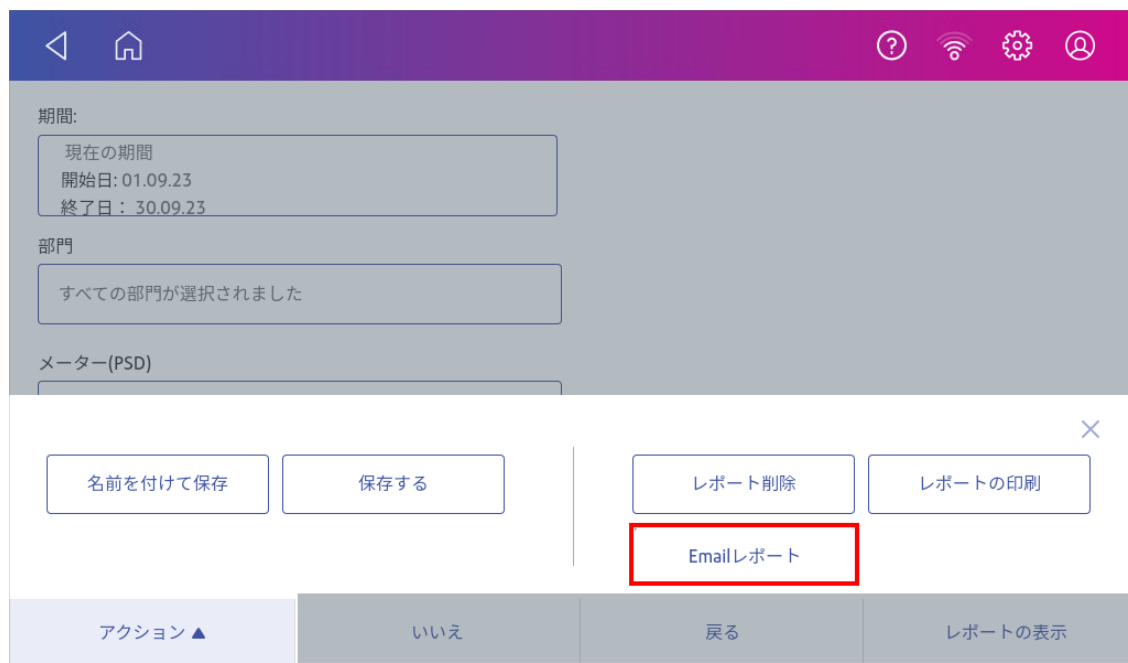 期間:
現在の期間
開始日: 01.09.23
終了日： 30.09.23
部門
すべての部門が選択されました
メーター(PSD)
名前を付けて保存
保存する
レポート削除
レポートの印刷
Emailレポート
アクション ▲
いいえ
戻る
レポートの表示